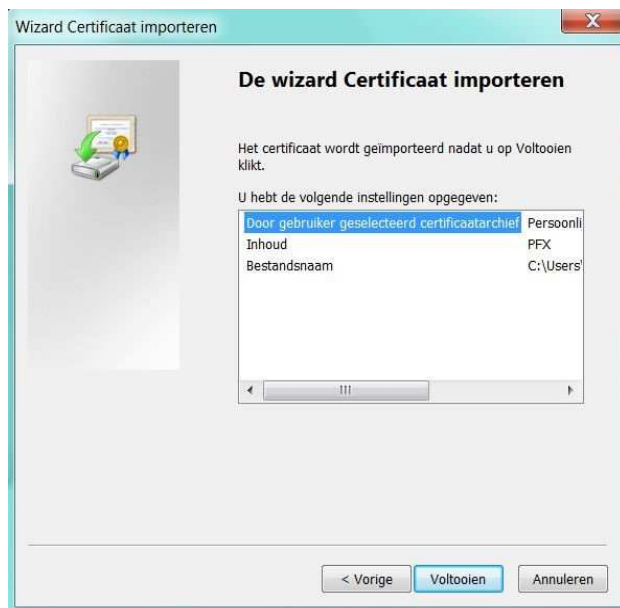 Wizard Certificaat importeren
X
De wizard Certificaat importeren
Het certificaat wordt geïmporteerd nadat u op Voltooien
klikt.
U hebt de volgende instellingen opgegeven:
Door gebruiker geselecteerd certificaatarchief Persoonli
Inhoud PFX
Bestandsnaam C:\Users'
< Vorige Voltooien Annuleren